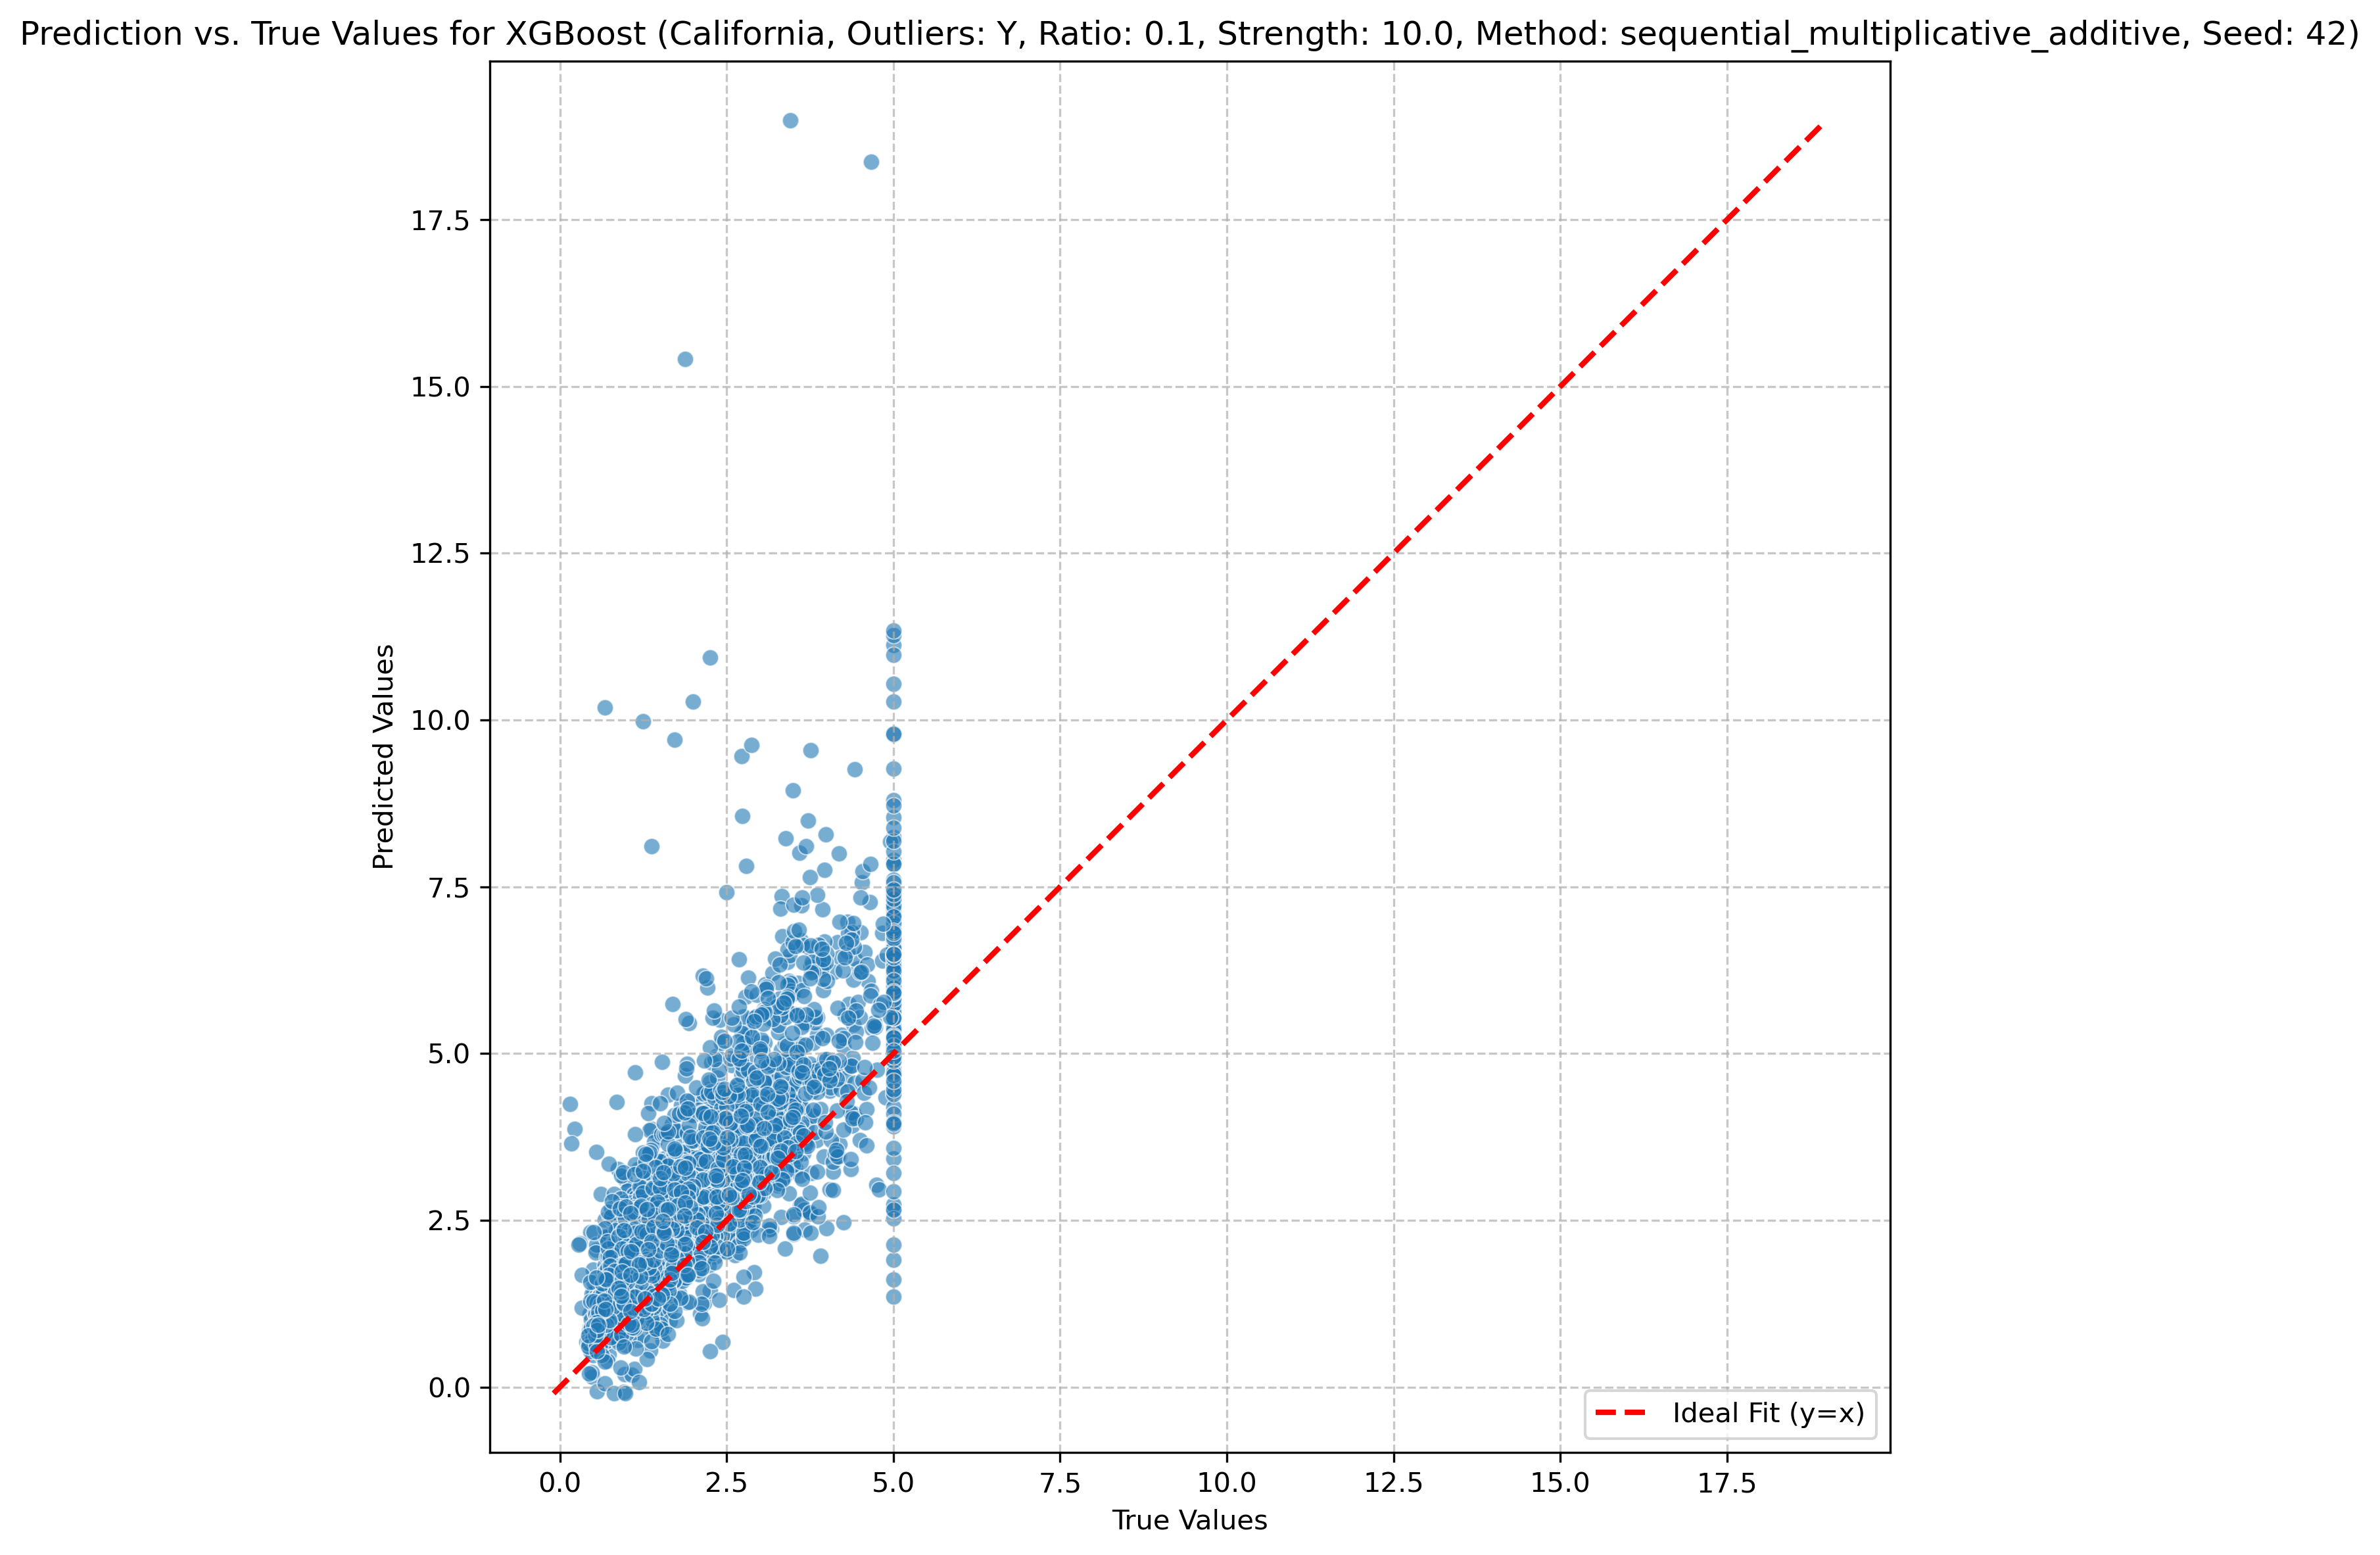 Prediction vs. True Values for XGBoost (California, Outliers: Y, Ratio: 0.1, Strength: 10.0, Method: sequential_multiplicative_additive, Seed: 42)
17.5
15.0
12.5
10.0
7.5
5.0
2.5
0.0
Predicted Values
Ideal Fit (y=x)
0.0 2.5 5.0 7.5 10.0 12.5 15.0 17.5
True Values